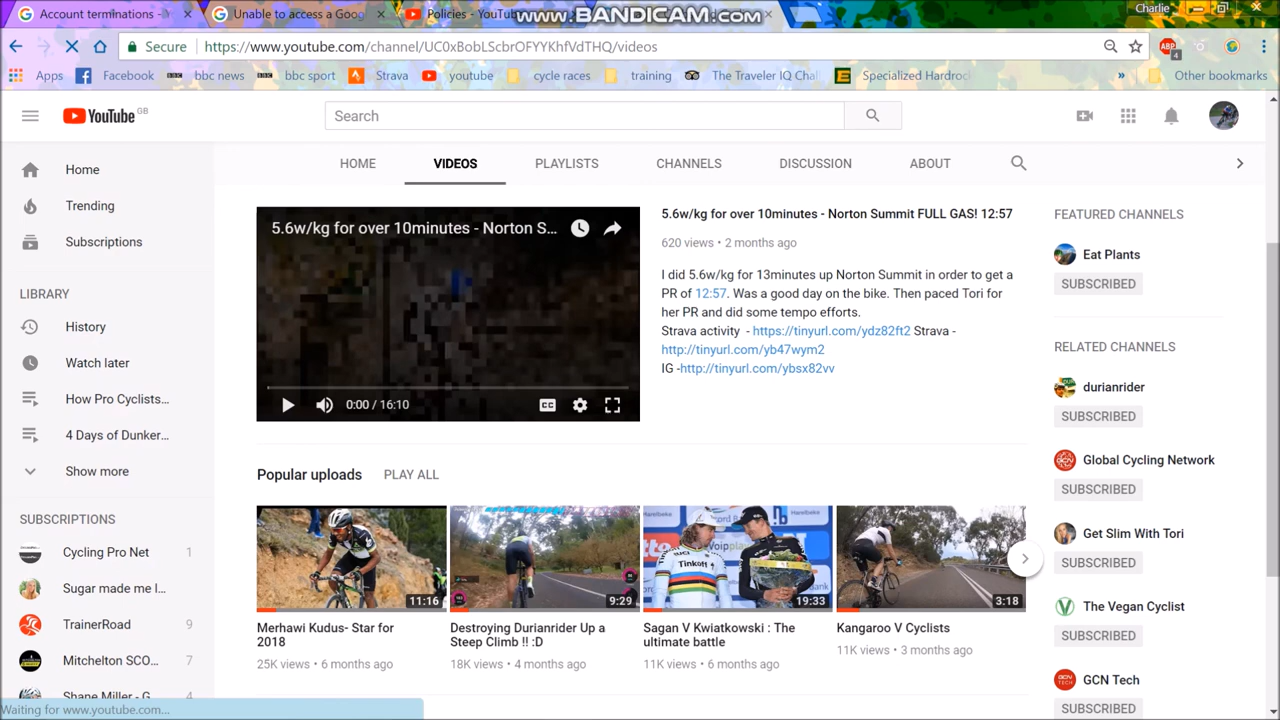 Account terminations -
Unable to access a Goog
Policies - YouTub
www.BANDICAM.com
Charlie
Secure
https://www.youtube.com/channel/UC0xBobLScbrOFYYKhfVdTHQ/videos
ABP
4
Apps
Facebook
bbc news
bbc sport
Strava
youtube
cycle races
training
The Traveler IQ Chal
Specialized Hardroc
»
Other bookmarks
YouTube GB
Search
Home
Trending
Subscriptions
LIBRARY
History
Watch later
How Pro Cyclists...
4 Days of Dunker...
Show more
SUBSCRIPTIONS
Cycling Pro Net 1
Sugar made me l...
TrainerRoad 9
Mitchelton SCO... 7
Shane Miller - G... 4
HOME
VIDEOS
PLAYLISTS
CHANNELS
DISCUSSION
ABOUT
5.6w/kg for over 10minutes - Norton S...
0:00 / 16:10
CC
5.6w/kg for over 10minutes - Norton Summit FULL GAS! 12:57
620 views • 2 months ago
I did 5.6w/kg for 13minutes up Norton Summit in order to get a
PR of 12:57. Was a good day on the bike. Then paced Tori for
her PR and did some tempo efforts.
Strava activity - https://tinyurl.com/ydz82ft2 Strava -
http://tinyurl.com/yb47wym2
IG -http://tinyurl.com/ybsx82vv
Popular uploads
PLAY ALL
11:16
Merhawi Kudus- Star for
2018
25K views • 6 months ago
9:29
Destroying Durianrider Up a
Steep Climb !! :D
18K views • 4 months ago
Tinkoff
19:33
Sagan V Kwiatkowski : The
ultimate battle
11K views • 6 months ago
3:18
Kangaroo V Cyclists
11K views • 3 months ago
FEATURED CHANNELS
Eat Plants
SUBSCRIBED
RELATED CHANNELS
durianrider
SUBSCRIBED
Global Cycling Network
SUBSCRIBED
Get Slim With Tori
SUBSCRIBED
The Vegan Cyclist
SUBSCRIBED
GCN Tech
SUBSCRIBED
Waiting for www.youtube.com...